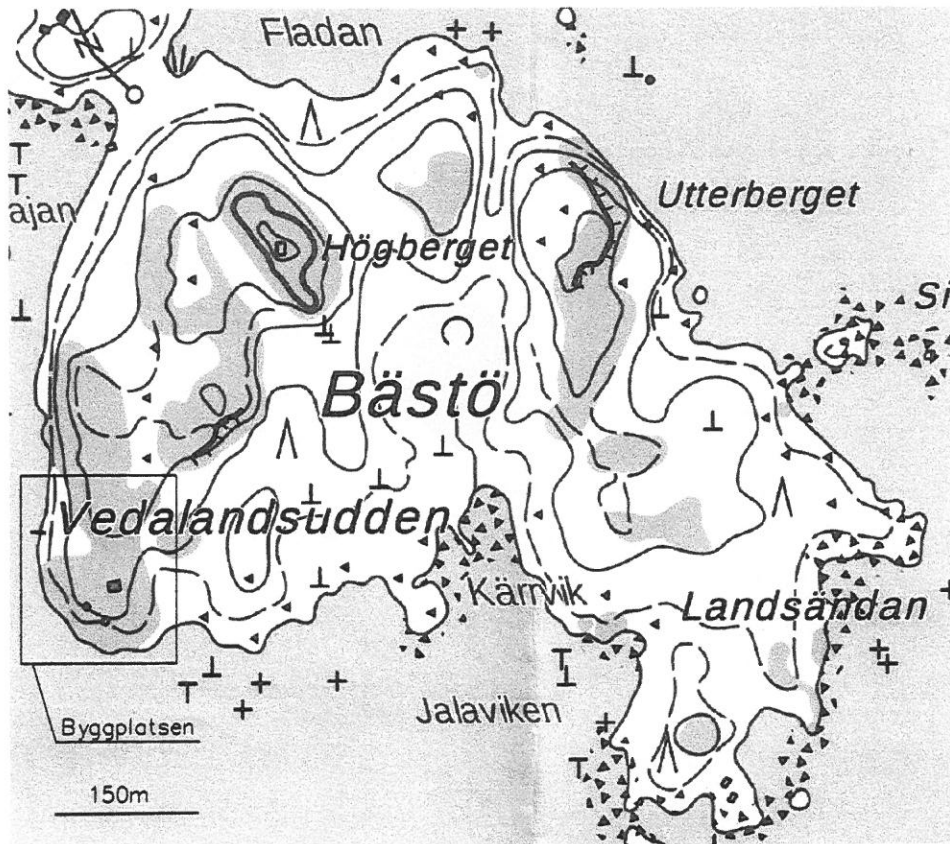 Fladan
N
Utterberget
ajan
Högberget
Si
Bästö
Vedalandsudden
Kärrvik
Landsändan
Jalaviken
Byggplatsen
150m